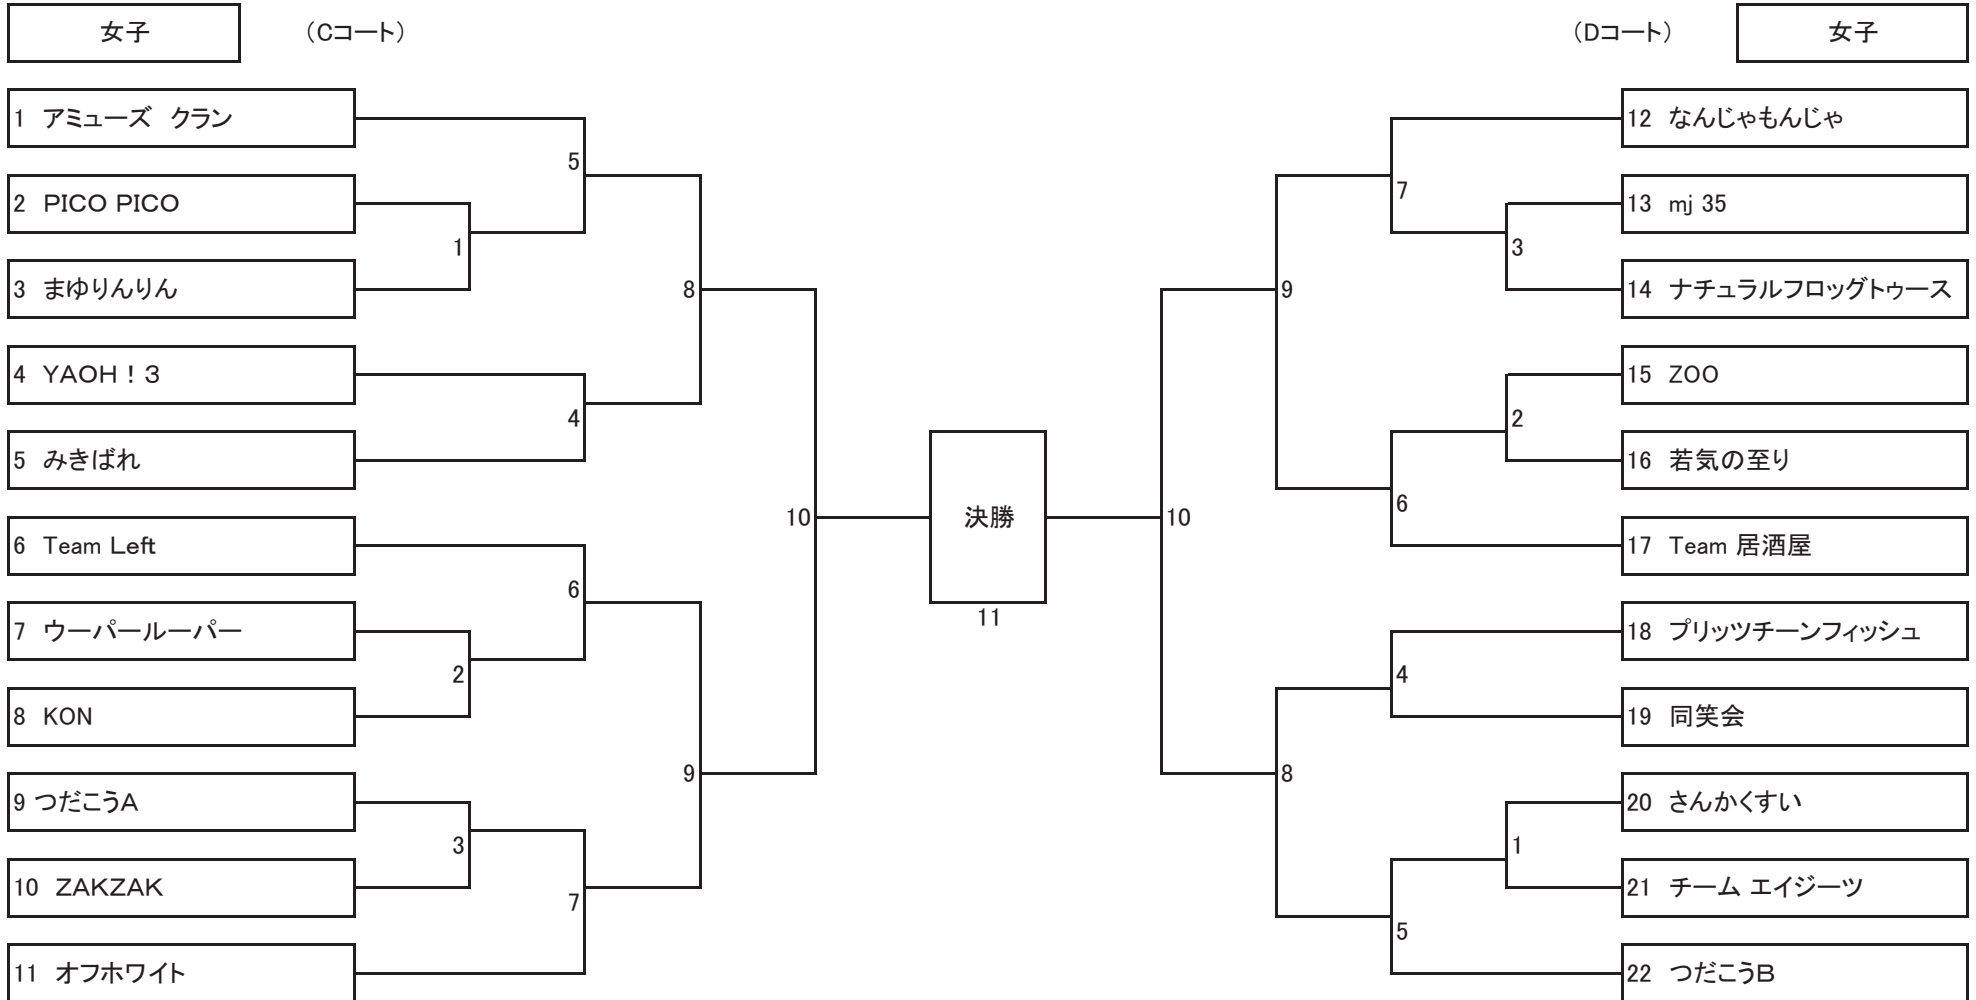 女子 （Cコート） （Dコート） 女子
1 アミューズ　クラン
2 PICO PICO
3 まゆりんりん
4 YAOH！３
5 みきばれ
6 Team Left
7 ウーパールーパー
8 KON
9 つだこうA
10 ZAKZAK
11 オフホワイト
5
1
8
4
6
2
9
3
7
10
決勝
11
10
7
3
9
2
6
4
8
1
5
12 なんじゃもんじゃ
13 mj 35
14 ナチュラルフロッグトゥース
15 ZOO
16 若気の至り
17 Team 居酒屋
18 プリッツチーンフィッシュ
19 同笑会
20 さんかくすい
21 チーム エイジーツ
22 つだこうB